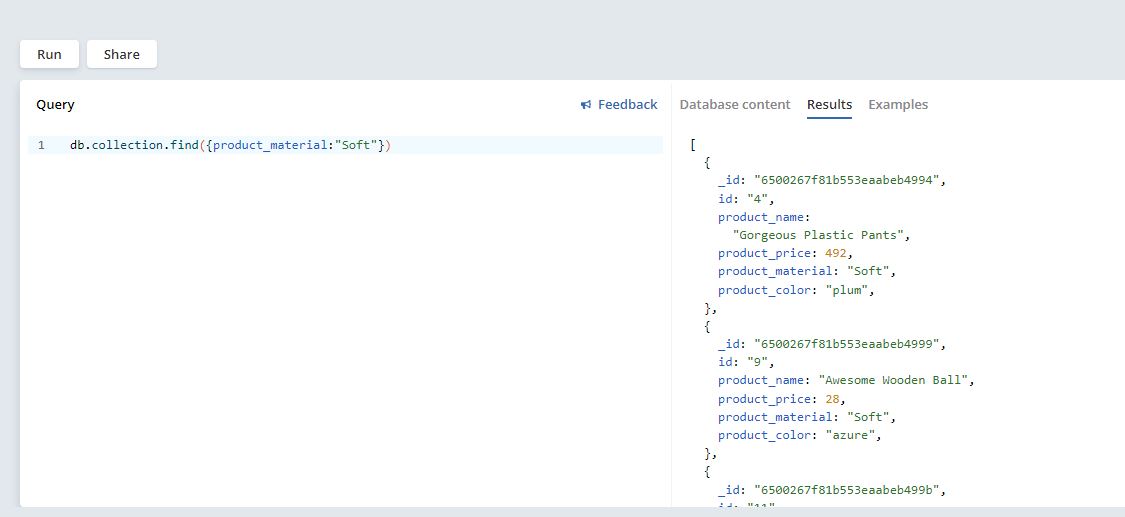 Run Share
Query Feedback
1 db.collection.find({product_material:"Soft"})
Database content Results Examples
[
{
_id: "6500267f81b553eaabeb4994",
id: "4",
product_name:
"Gorgeous Plastic Pants",
product_price: 492,
product_material: "Soft",
product_color: "plum",
},
{
_id: "6500267f81b553eaabeb4999",
id: "9",
product_name: "Awesome Wooden Ball",
product_price: 28,
product_material: "Soft",
product_color: "azure",
},
{
_id: "6500267f81b553eaabeb499b",